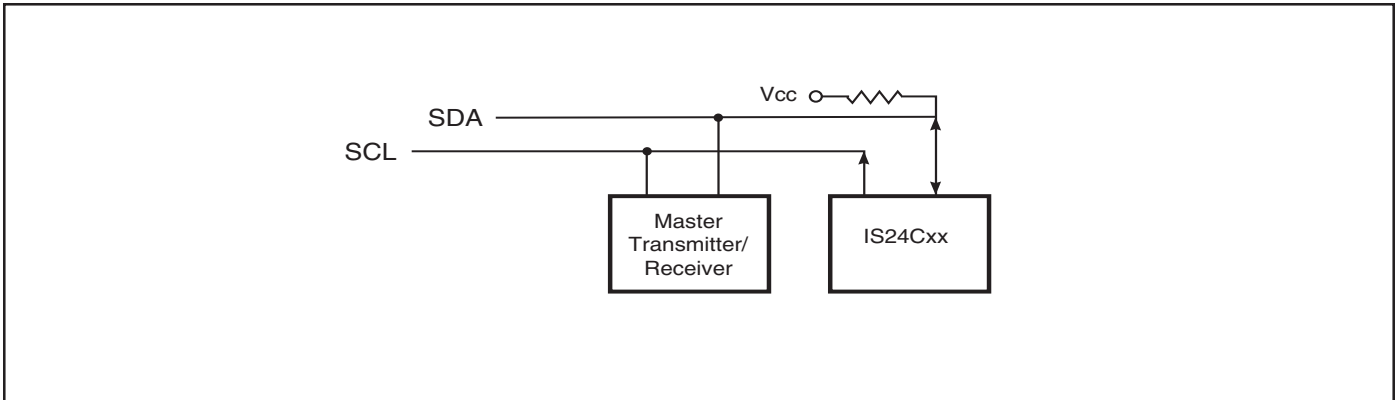 Vcc
SDA
SCL
Master
Transmitter/
Receiver
IS24Cxx